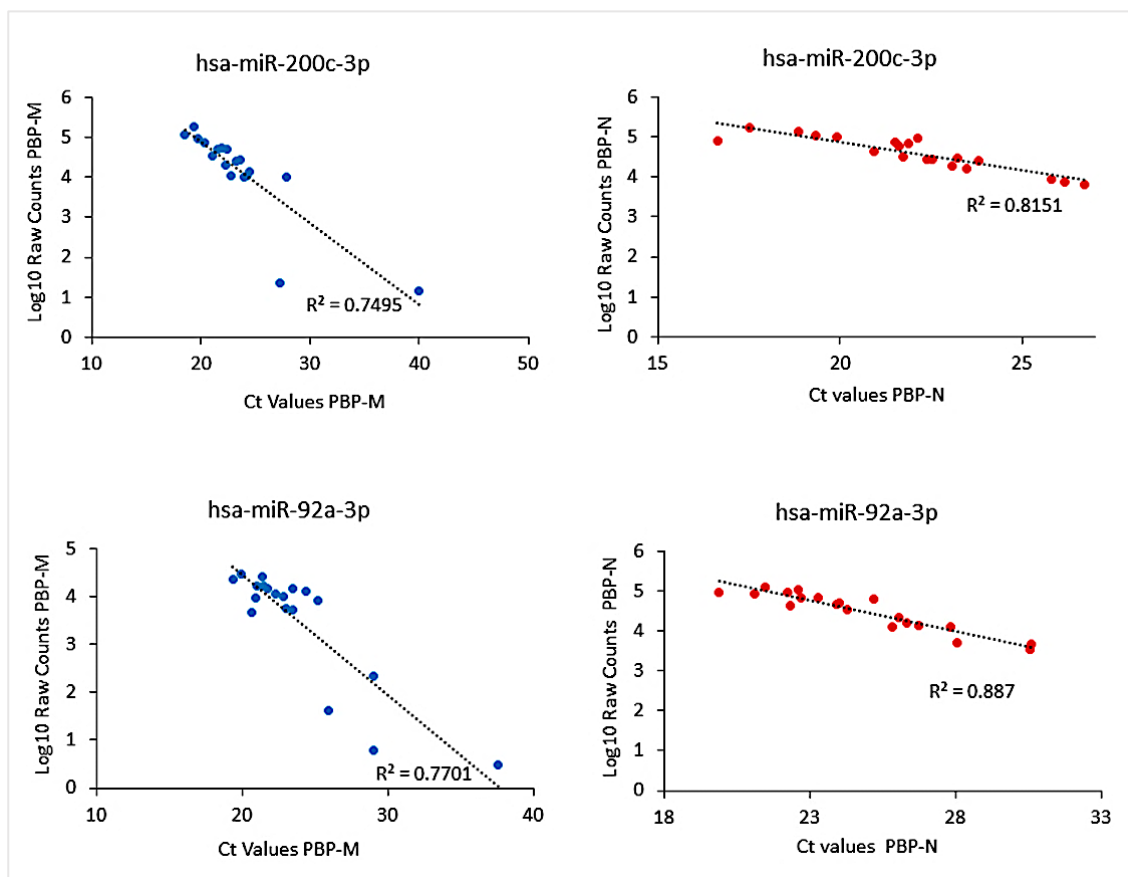 hsa-miR-200c-3p
Log10 Raw Counts PBP-M
6
5
4
3
2
1
0
R² = 0.7495
10 20 30 40 50
Ct Values PBP-M
hsa-miR-200c-3p
Log10 Raw Counts PBP-N
6
5
4
3
2
1
0
R² = 0.8151
15 20 25
Ct values PBP-N
hsa-miR-92a-3p
Log10 Raw Counts PBP-M
5
4
3
2
1
0
R² = 0.7701
10 20 30 40
Ct Values PBP-M
hsa-miR-92a-3p
Log10 Raw Counts PBP-N
6
5
4
3
2
1
0
R² = 0.887
18 23 28 33
Ct values PBP-N